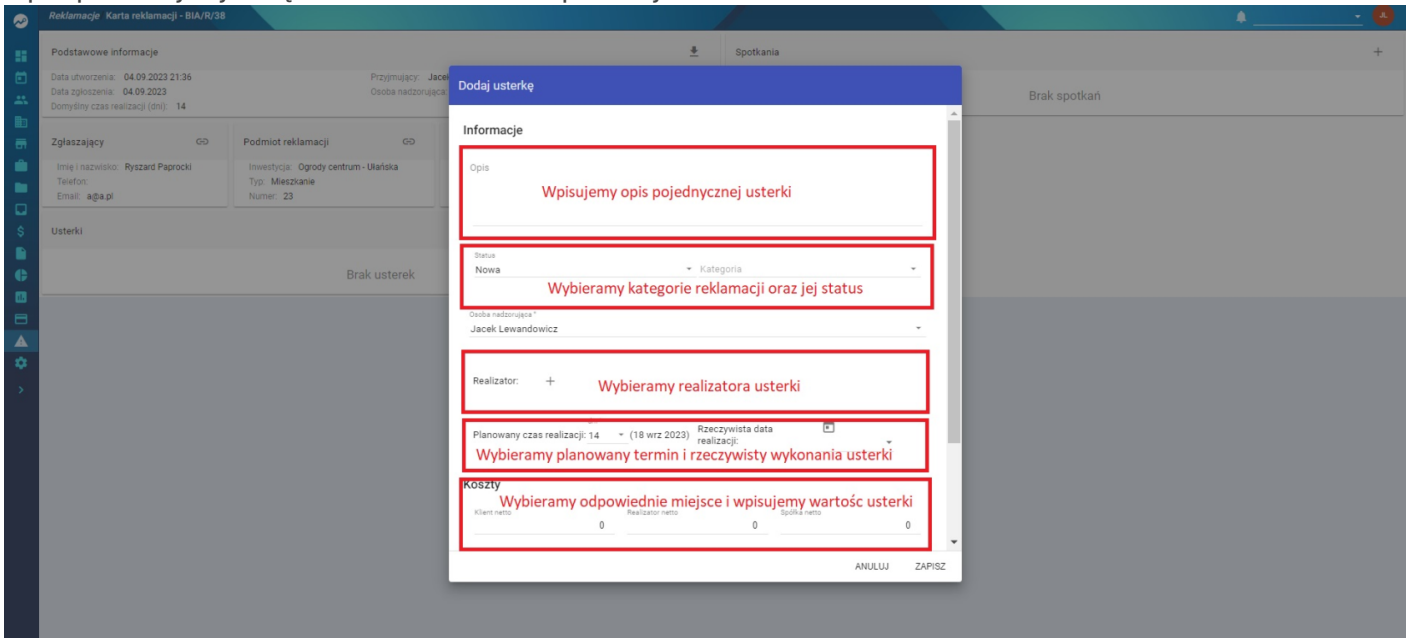 Reklamacje Karta reklamacji - BIA/R/38
JL
Podstawowe informacje
Data utworzenia: 04.09.2023 21:36
Data zgłoszenia: 04.09.2023
Domyślny czas realizacji (dni): 14
Przyjmujący: Jacek
Osoba nadzorująca:
Spotkania
Brak spotkań
Zgłaszający
Imię i nazwisko: Ryszard Paprocki
Telefon:
Email: a@a.pl
Podmiot reklamacji
Inwestycja: Ogrody centrum - Ułańska
Typ: Mieszkanie
Numer: 23
Usterki
Brak usterek
Dodaj usterkę
Informacje
Opis
Wpisujemy opis pojednycznej usterki
Status
Nowa
Kategoria
Wybieramy kategorie reklamacji oraz jej status
Osoba nadzorująca *
Jacek Lewandowicz
Realizator: +
Wybieramy realizatora usterki
Planowany czas realizacji: 14 (18 wrz 2023)
Rzeczywista data
realizacji:
Wybieramy planowany termin i rzeczywisty wykonania usterki
Koszty
Wybieramy odpowiednie miejsce i wpisujemy wartośc usterki
Klient netto
0
Realizator netto
0
Spółka netto
0
ANULUJ ZAPISZ